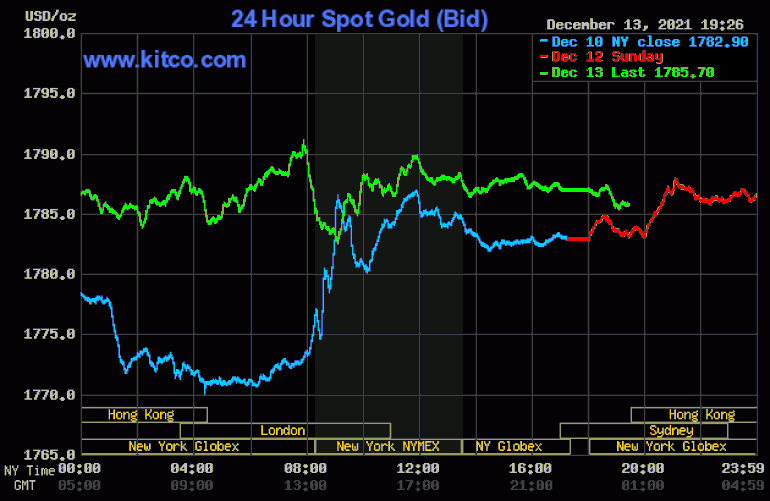 USD/oz
24 Hour Spot Gold (Bid)
December 13, 2021 19:26
1800.0
Dec 10 NY close 1782.90
www.kitco.com
Dec 12 Sunday
Dec 13 Last 1785.70
1795.0
1790.0
1785.0
1780.0
1775.0
1770.0
Hong Kong
Hong Kong
London
Sydney
New York Globex
New York NYMEX
NY Globex
New York Globex
1765.0
NY Time 00:00 04:00 08:00 12:00 16:00 20:00 23:59
GMT 05:00 09:00 13:00 17:00 21:00 01:00 04:59